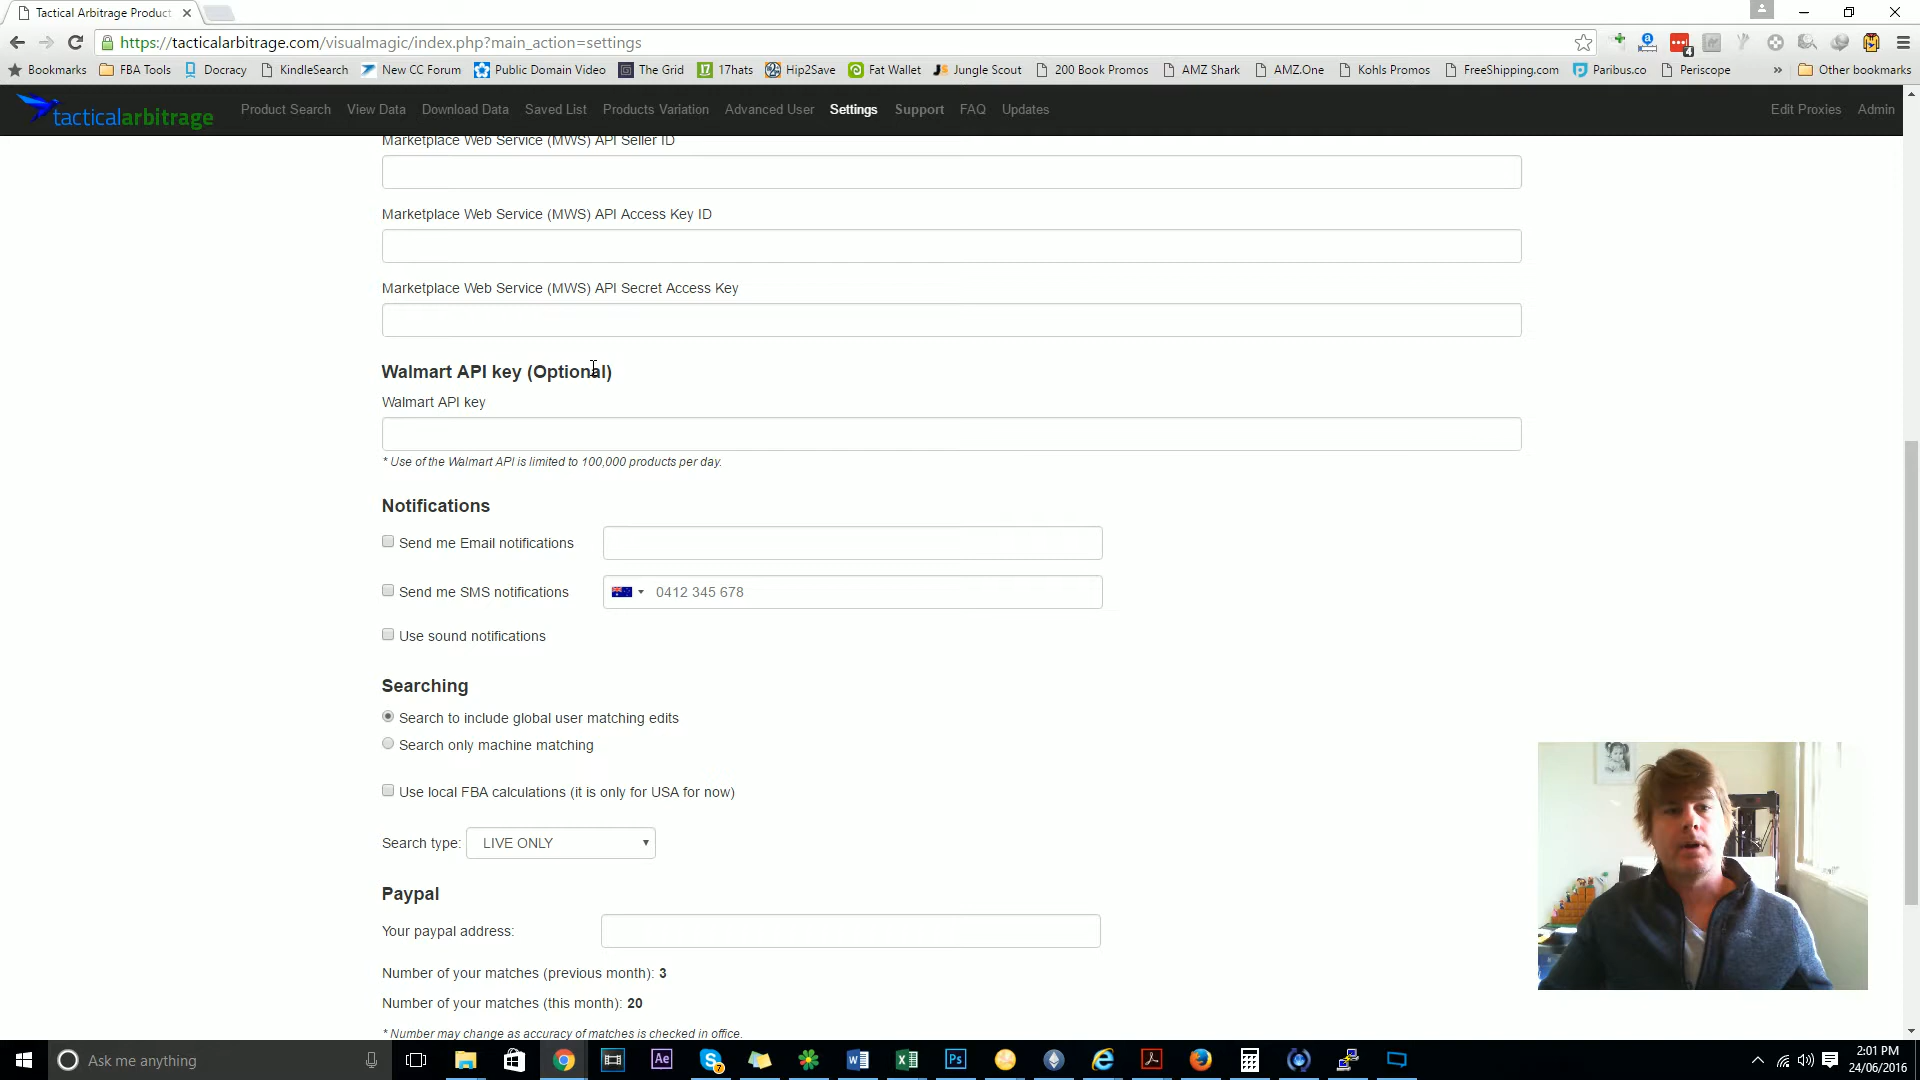 Tactical Arbitrage Product
https://tacticalarbitrage.com/visualmagic/index.php?main_action=settings
4
Bookmarks FBA Tools Docracy KindleSearch New CC Forum Public Domain Video The Grid 17hats Hip2Save Fat Wallet Jungle Scout 200 Book Promos AMZ Shark AMZ.One Kohls Promos FreeShipping.com Paribus.co Periscope » Other bookmarks
tacticalarbitrage Product Search View Data Download Data Saved List Products Variation Advanced User Settings Support FAQ Updates Edit Proxies Admin
Marketplace Web Service (MWS) API Seller ID
Marketplace Web Service (MWS) API Access Key ID
Marketplace Web Service (MWS) API Secret Access Key
Walmart API key (Optional)
Walmart API key
* Use of the Walmart API is limited to 100,000 products per day.
Notifications
Send me Email notifications
Send me SMS notifications 0412 345 678
Use sound notifications
Searching
Search to include global user matching edits
Search only machine matching
Use local FBA calculations (it is only for USA for now)
Search type: LIVE ONLY
Paypal
Your paypal address:
Number of your matches (previous month): 3
Number of your matches (this month): 20
* Number may change as accuracy of matches is checked in office.
Ask me anything
Ae
7
Ps
2:01 PM
24/06/2016